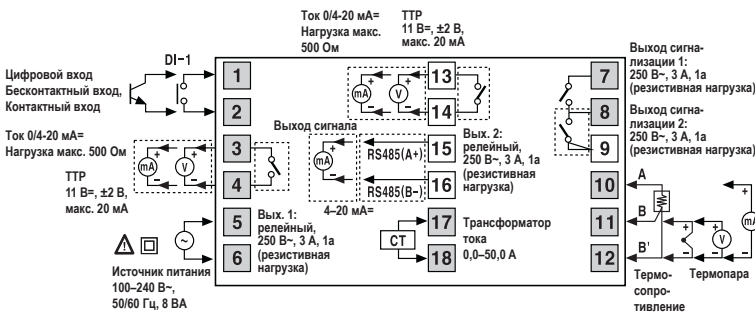 Ток 0/4-20 мА=
Нагрузка макс.
500 Ом
ТТР
11 В=, ±2 В,
макс. 20 мА
DI-1
Цифровой вход
Бесконтактный вход,
Контактный вход
1
2
Ток 0/4-20 мА=
Нагрузка макс. 500 Ом
mA
V
3
4
ТТР
11 В=, ±2 В,
макс. 20 мА
5
6
Вых. 1:
релейный,
250 В~, 3 А, 1а
(резистивная
нагрузка)
Источник питания
100–240 В~,
50/60 Гц, 8 ВА
mA
V
13
14
Выход сигнала
mA
4–20 мА=
RS485(A+)
RS485(B-)
15
16
Вых. 2:
релейный,
250 В~, 3 А, 1а
(резистивная
нагрузка)
CT
17
18
Трансформатор
тока
0,0–50,0 А
7
8
9
Выход сигна-
лизации 1:
250 В~, 3 А, 1а
(резистивная нагрузка)
Выход сигна-
лизации 2:
250 В~, 3 А, 1а
(резистивная нагрузка)
10
11
12
A
B
B'
V
mA
Термо-
сопро-
тивление
Термопара